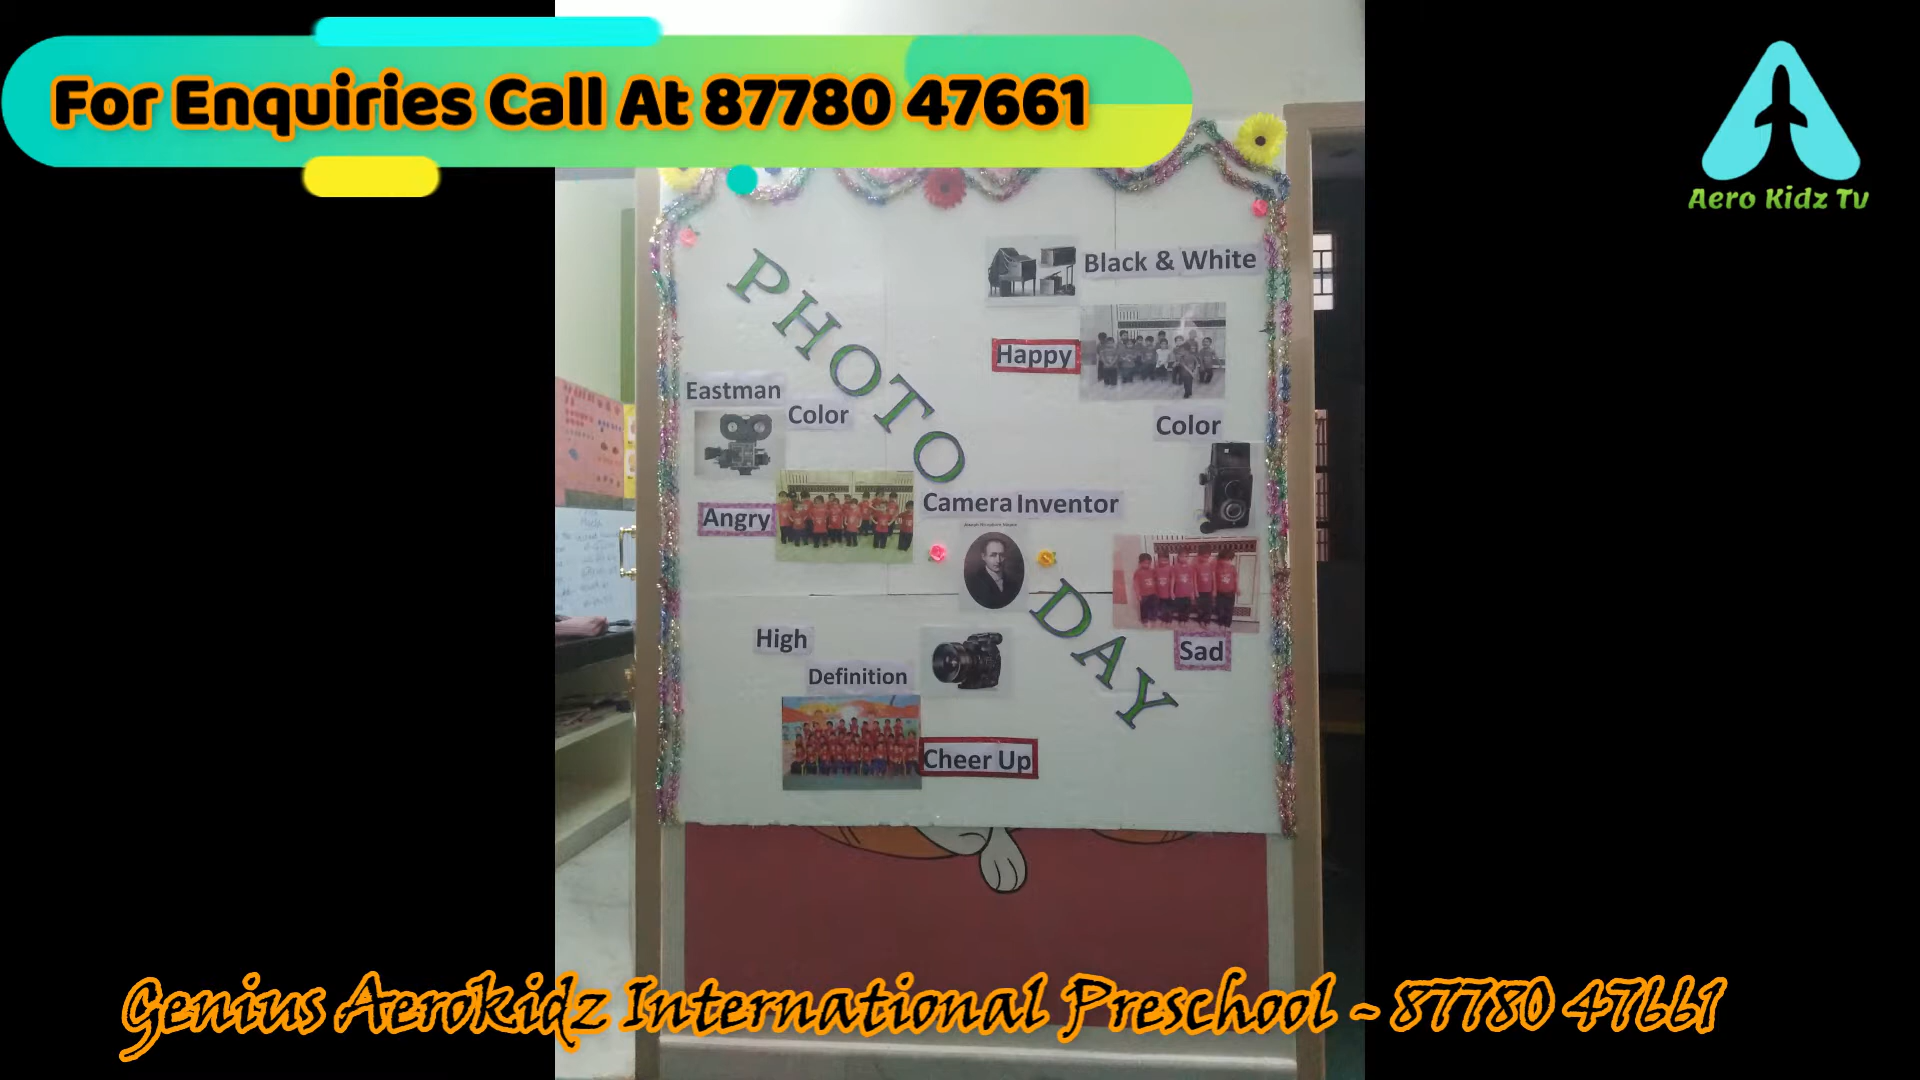 For Enquiries Call At 87780 47661
Aero Kidz Tv
PHOTO
DAY
Black & White
Happy
Eastman
Color
Color
Angry
Camera Inventor
Sad
High
Definition
Cheer Up
Genius Aerokidz International Preschool - 87780 47661